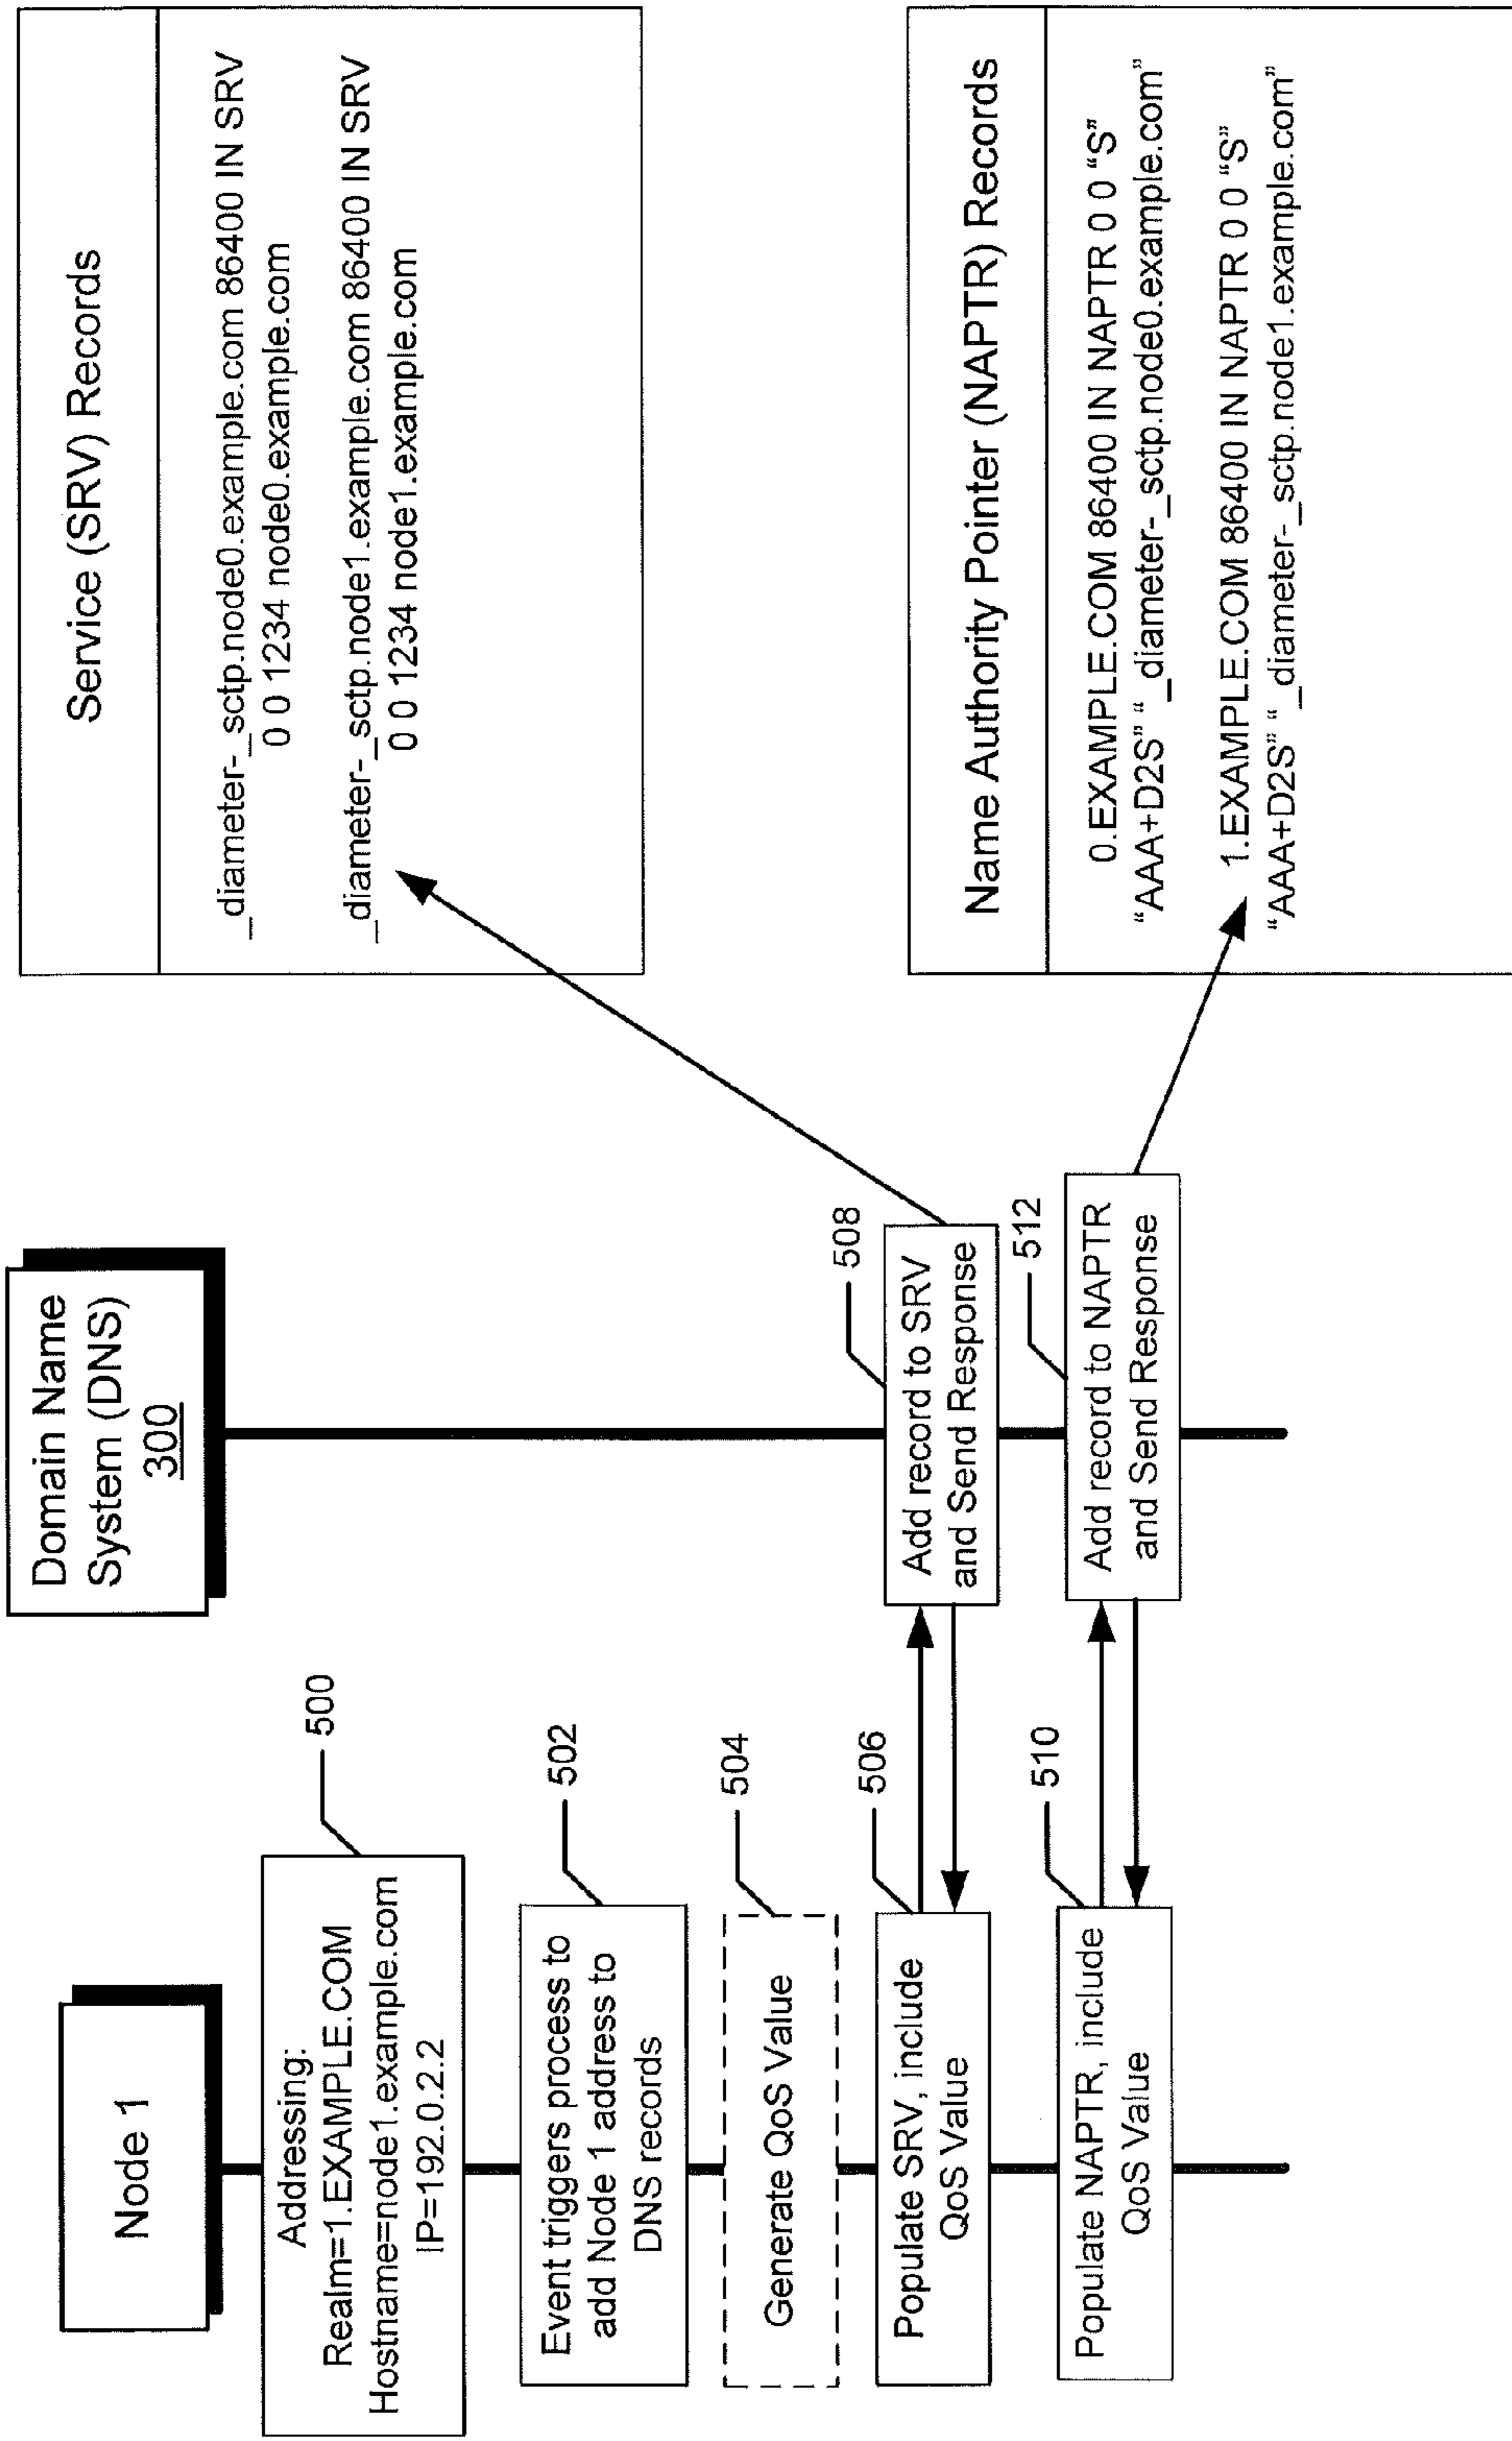 Node 1
Domain Name
System (DNS)
300
Addressing:
Realm=1.EXAMPLE.COM
Hostname=node1.example.com
IP=192.0.2.2
500
Event triggers process to
add Node 1 address to
DNS records
502
Generate QoS Value
504
Populate SRV, include
QoS Value
506
Add record to SRV
and Send Response
508
Populate NAPTR, include
QoS Value
510
Add record to NAPTR
and Send Response
512
Service (SRV) Records
_diameter-_sctp.node0.example.com 86400 IN SRV
0 0 1234 node0.example.com
_diameter-_sctp.node1.example.com 86400 IN SRV
0 0 1234 node1.example.com
Name Authority Pointer (NAPTR) Records
0.EXAMPLE.COM 86400 IN NAPTR 0 0 “S”
“AAA+D2S” “_diameter-_sctp.node0.example.com”
1.EXAMPLE.COM 86400 IN NAPTR 0 0 “S”
“AAA+D2S” “_diameter-_sctp.node1.example.com”